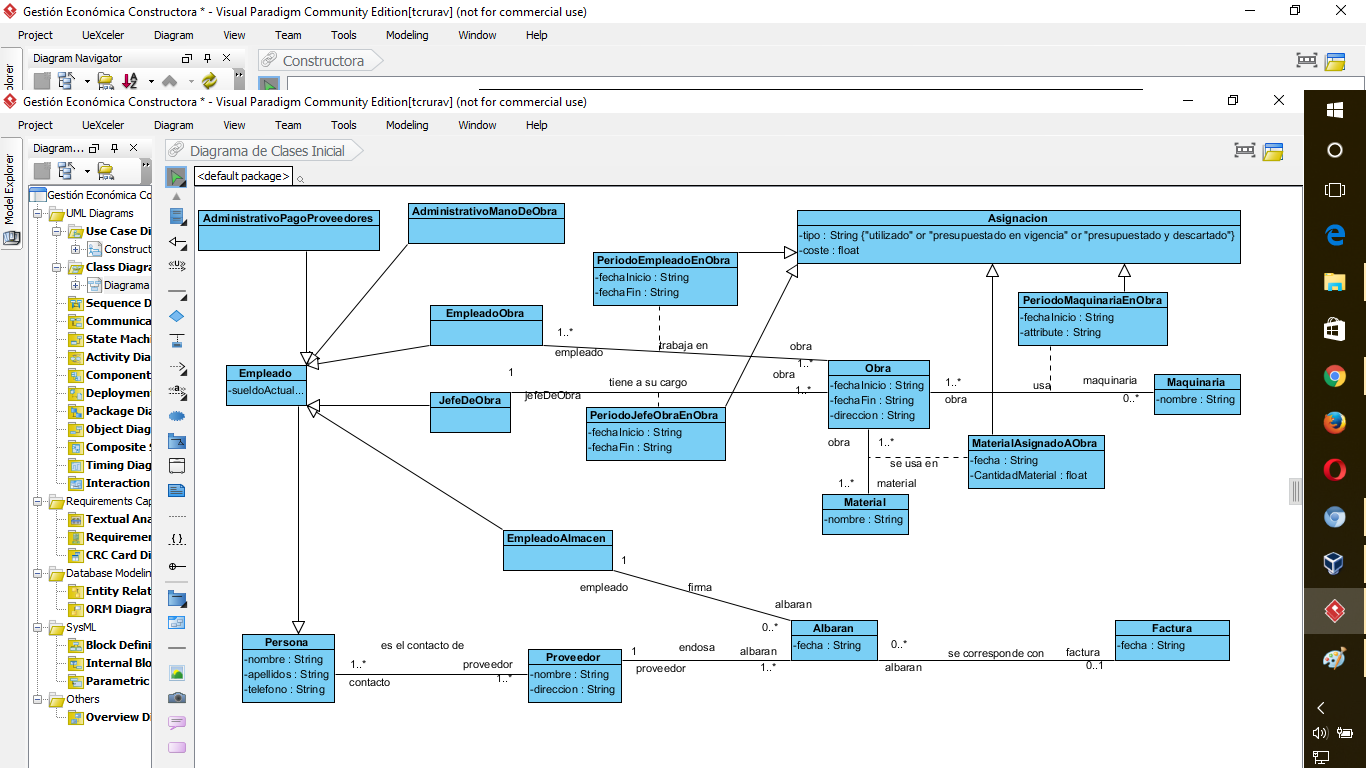 Gestión Económica Constructora * - Visual Paradigm Community Edition[tcrurav] (not for commercial use)
Project UeXceler Diagram View Team Tools Modeling Window Help
Diagram Navigator
Constructora
Gestión Económica Constructora * - Visual Paradigm Community Edition[tcrurav] (not for commercial use)
Project UeXceler Diagram View Team Tools Modeling Window Help
Diagram...
Diagrama de Clases Inicial
Model Explorer
<default package>
Gestión Económica Co
UML Diagrams
Use Case Di
Construct
Class Diagra
Diagrama
Sequence D
Communica
State Machi
Activity Dia
Component
Deployment
Package Dia
Object Diag
Composite S
Timing Diag
Interaction
Requirements Cap
Textual Ana
Requiremen
CRC Card Di
Database Modelin
Entity Relat
ORM Diagra
SysML
Block Defini
Internal Blo
Parametric
Others
Overview D
AdministrativoPagoProveedores
AdministrativoManoDeObra
Asignacion
-tipo : String {"utilizado" or "presupuestado en vigencia" or "presupuestado y descartado"}
-coste : float
PeriodoEmpleadoEnObra
-fechaInicio : String
-fechaFin : String
PeriodoMaquinariaEnObra
-fechaInicio : String
-attribute : String
EmpleadoObra
1..*
empleado
trabaja en
obra
1..*
Empleado
-sueldoActual...
JefeDeObra
1
jefeDeObra
tiene a su cargo
obra
1..*
PeriodoJefeObraEnObra
-fechaInicio : String
-fechaFin : String
Obra
-fechaInicio : String
-fechaFin : String
-direccion : String
1..*
obra
usa
maquinaria
0..*
Maquinaria
-nombre : String
obra
1..*
se usa en
1..*
material
MaterialAsignadoAObra
-fecha : String
-CantidadMaterial : float
Material
-nombre : String
EmpleadoAlmacen
1
empleado
firma
albaran
0..*
Persona
-nombre : String
-apellidos : String
-telefono : String
es el contacto de
1..*
contacto
proveedor
1..*
Proveedor
-nombre : String
-direccion : String
1
proveedor
endosa
albaran
1..*
Albaran
-fecha : String
0..*
albaran
se corresponde con
factura
0..1
Factura
-fecha : String